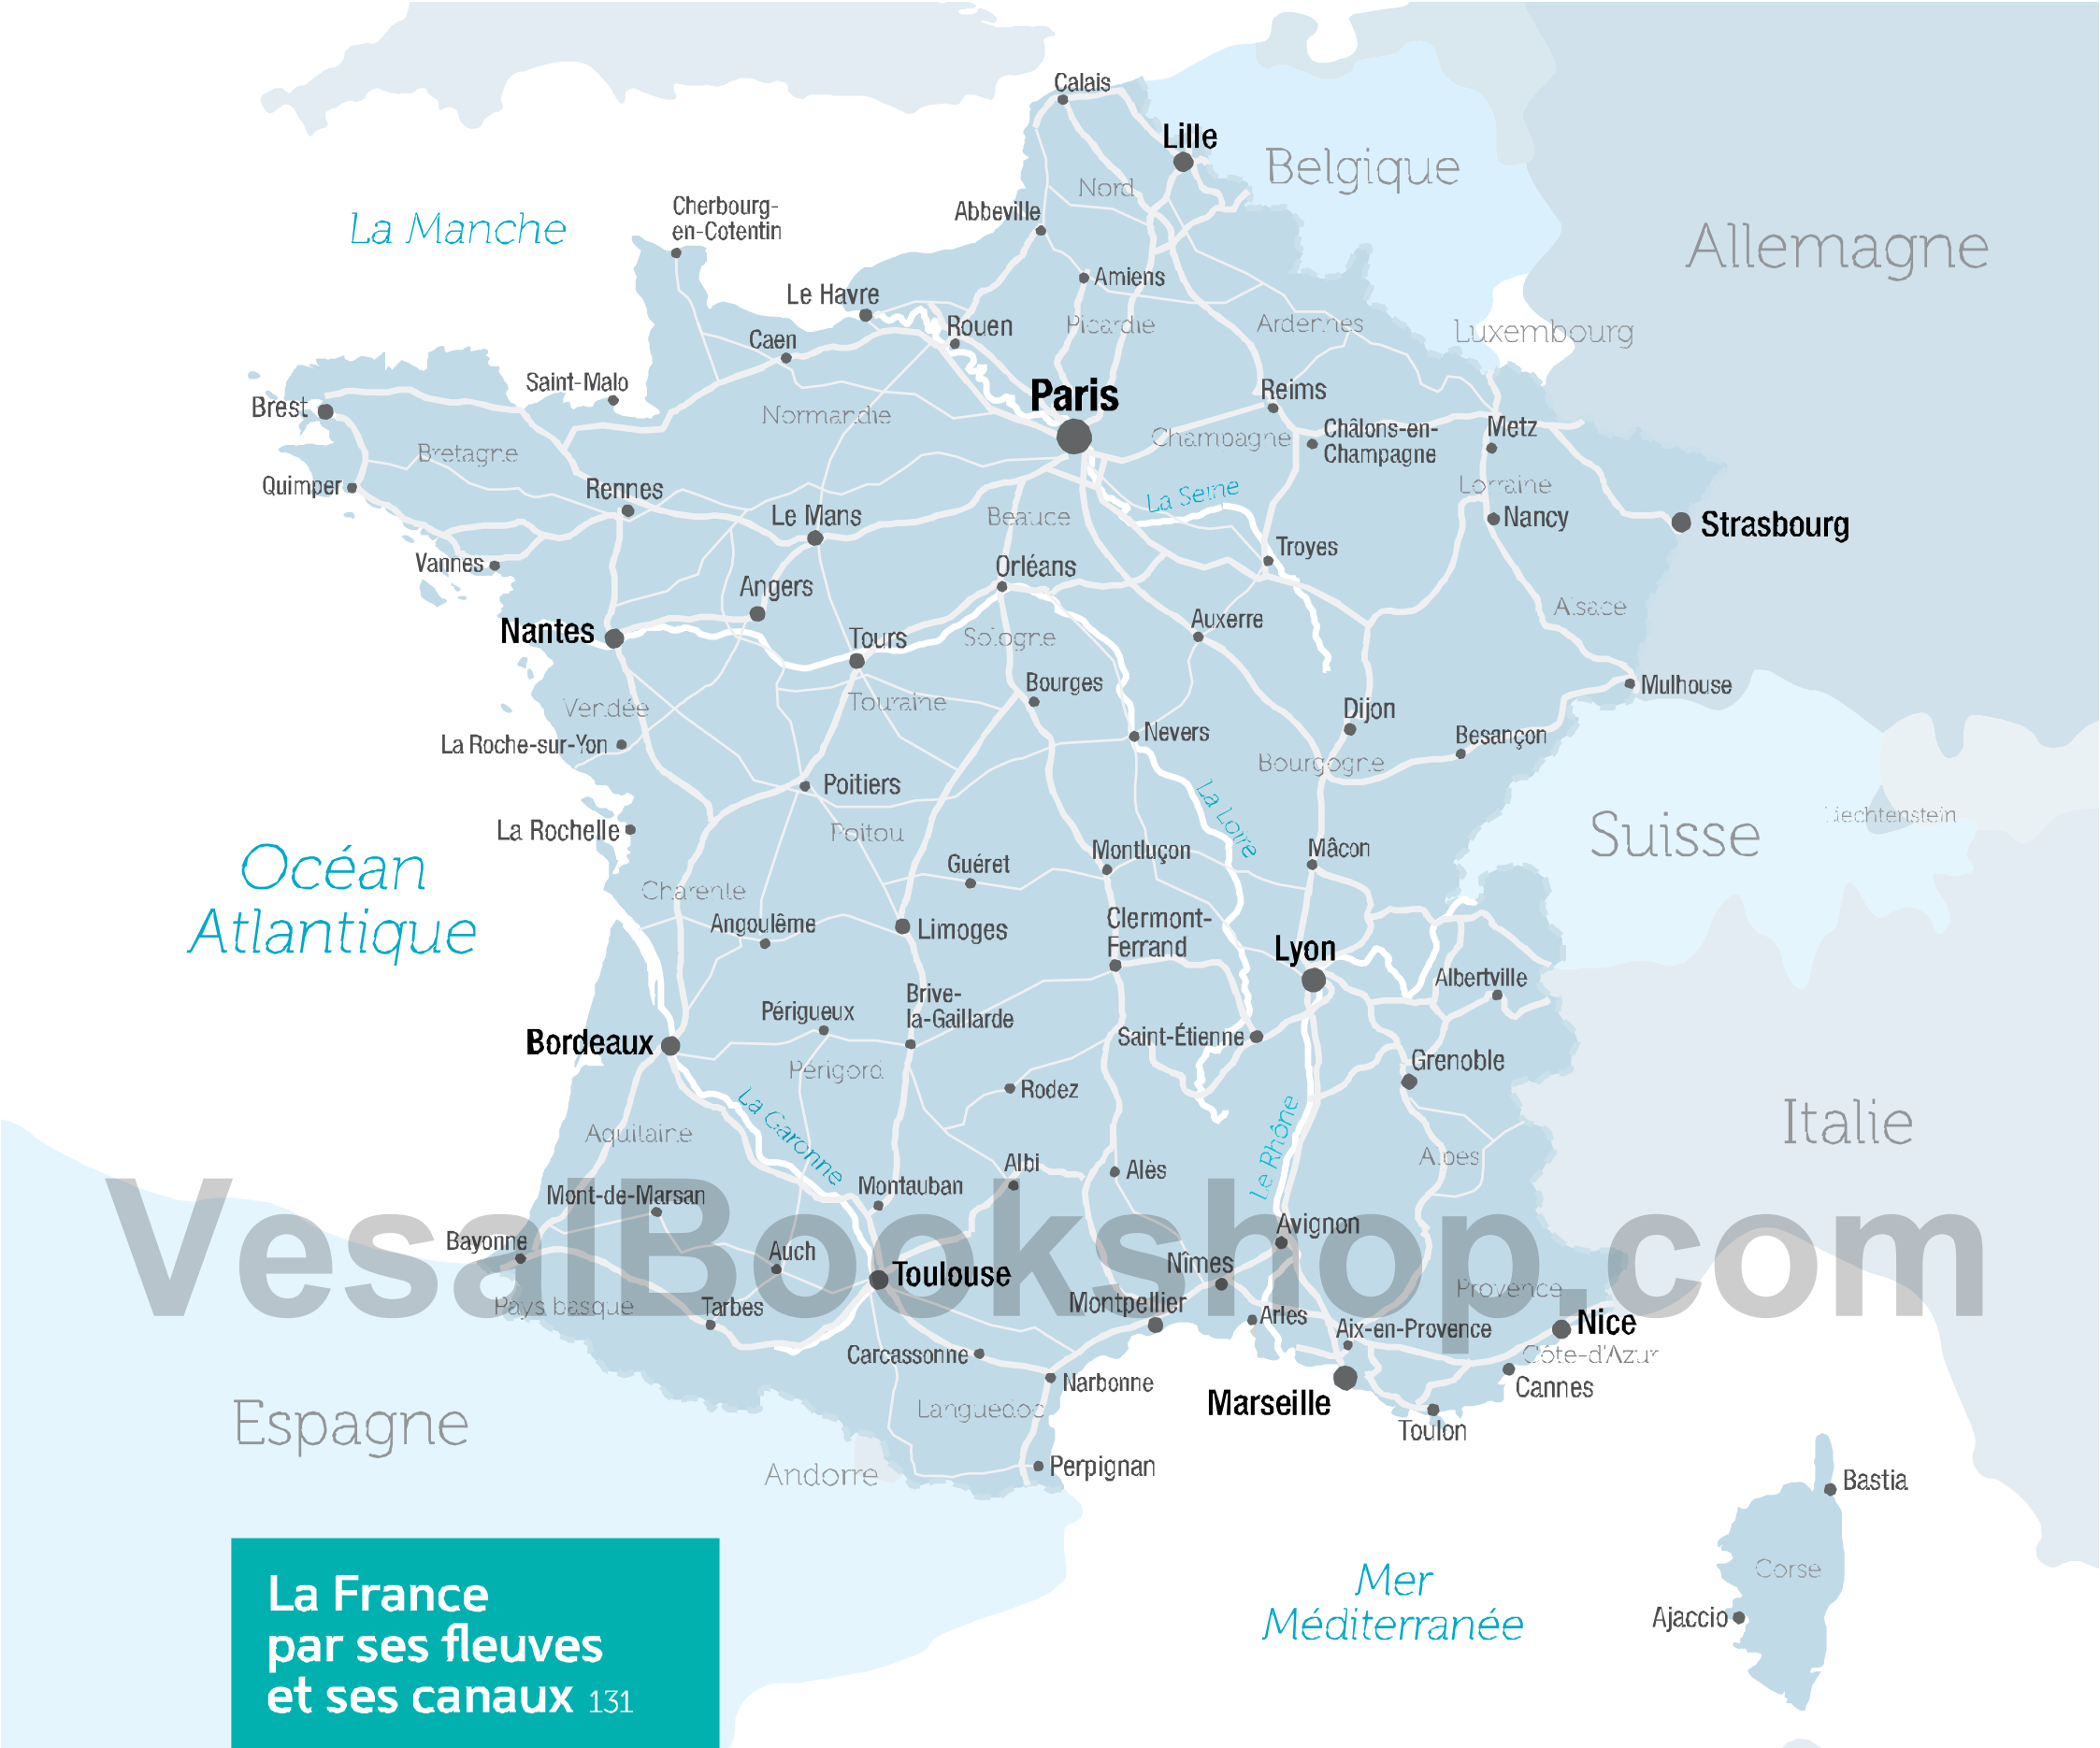 Calais
Lille
Belgique
Nord
Cherbourg-
en-Cotentin
Abbeville
La Manche
Allemagne
Amiens
Le Havre
Rouen
Picardie
Ardennes
Luxembourg
Caen
Saint-Malo
Paris
Reims
Brest
Normandie
Champagne
Châlons-en-
Champagne
Metz
Bretagne
Quimper
Rennes
La Seine
Lorraine
Le Mans
Beauce
Nancy
Strasbourg
Troyes
Vannes
Orléans
Angers
Alsace
Auxerre
Nantes
Tours
Sologne
Bourges
Mulhouse
Vendée
Touraine
Dijon
La Roche-sur-Yon
Nevers
Besançon
Bourgogne
Poitiers
La Loire
Liechtenstein
La Rochelle
Poitou
Suisse
Montluçon
Mâcon
Océan
Atlantique
Guéret
Charente
Angoulême
Limoges
Clermont-
Ferrand
Lyon
Albertville
Brive-
la-Gaillarde
Périgueux
Bordeaux
Saint-Étienne
Grenoble
Périgord
Rodez
Italie
La Garonne
Le Rhône
Aquitaine
Alpes
Albi
Alès
Mont-de-Marsan
Montauban
VesalBookshop.com
Avignon
Bayonne
Auch
Toulouse
Nîmes
Pays basque
Tarbes
Montpellier
Provence
Arles
Nice
Aix-en-Provence
Carcassonne
Côte-d'Azur
Narbonne
Cannes
Marseille
Languedoc
Espagne
Toulon
Andorre
Perpignan
Bastia
Corse
Mer
Méditerranée
Ajaccio
La France
par ses fleuves
et ses canaux 131